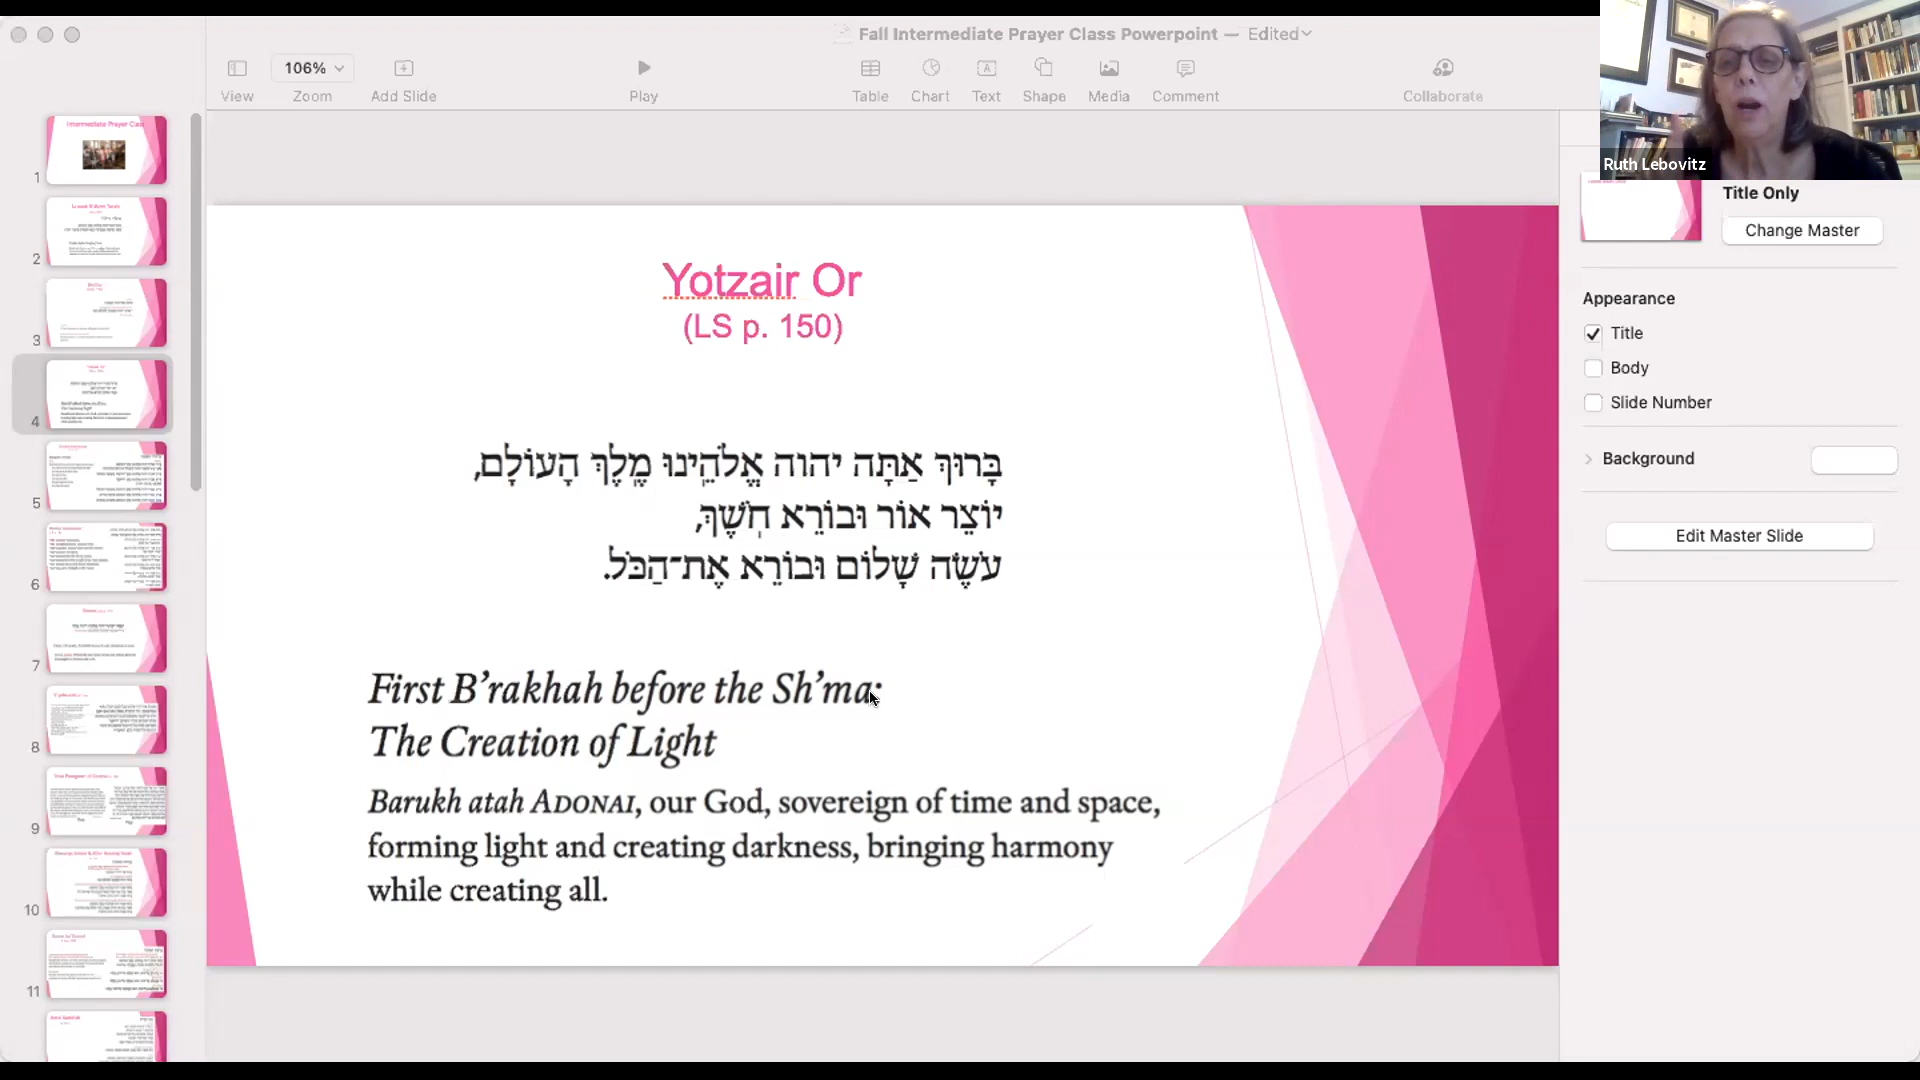 Fall Intermediate Prayer Class Powerpoint — Edited
106%
View
Zoom
Add Slide
Play
Table
Chart
Text
Shape
Media
Comment
Collaborate
Ruth Lebovitz
Intermediate Prayer Class
1
2
3
4
5
6
7
8
9
10
11
Yotzair Or
(LS p. 150)
בָּרוּךְ אַתָּה יהוה אֱלֹהֵֽינוּ מֶֽלֶךְ הָעוֹלָם,
יוֹצֵר אוֹר וּבוֹרֵא חֽשֶׁךְ,
עֹשֶׂה שָׁלוֹם וּבוֹרֵא אֶת־הַכֹּל.
First B’rakhah before the Sh’ma:
The Creation of Light
Barukh atah ADONAI, our God, sovereign of time and space,
forming light and creating darkness, bringing harmony
while creating all.
Title Only
Change Master
Appearance
Title
Body
Slide Number
Background
Edit Master Slide